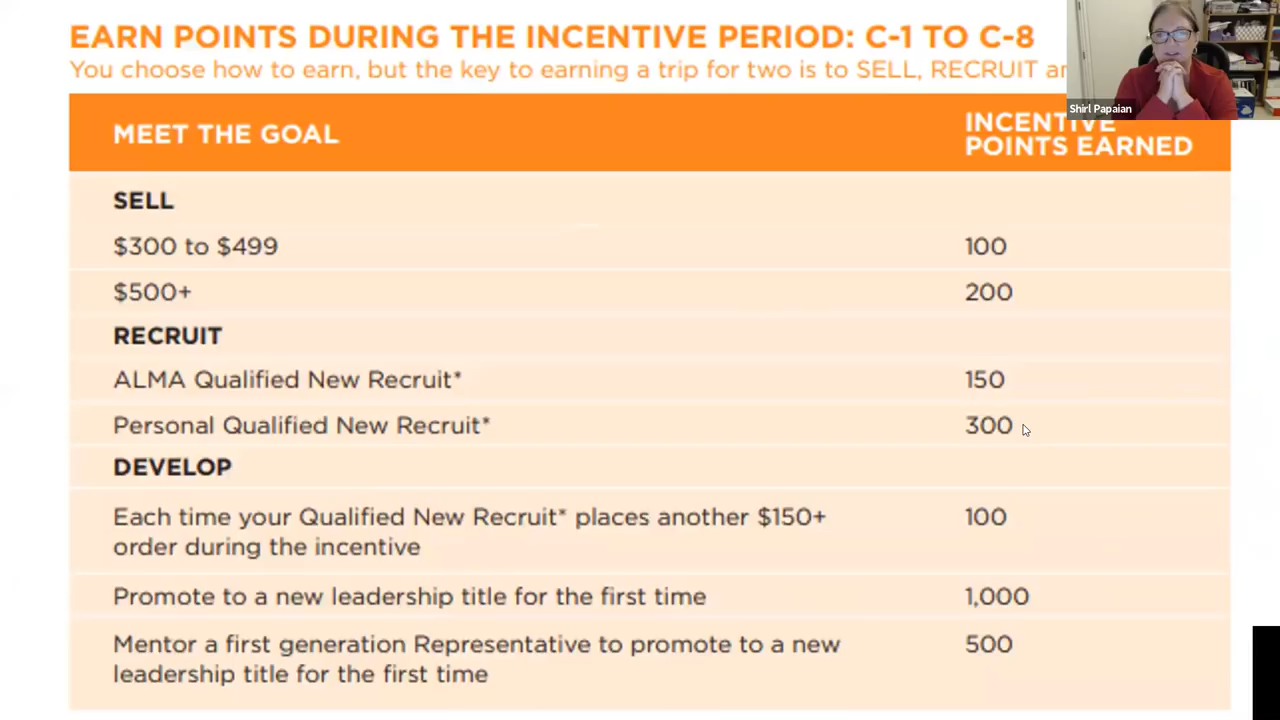 EARN POINTS DURING THE INCENTIVE PERIOD: C-1 TO C-8
You choose how to earn, but the key to earning a trip for two is to SELL, RECRUIT
Shirl Papaian
MEET THE GOAL
INCENTIVE
POINTS EARNED
SELL
$300 to $499 100
$500+ 200
RECRUIT
ALMA Qualified New Recruit* 150
Personal Qualified New Recruit* 300
DEVELOP
Each time your Qualified New Recruit* places another $150+ 100
order during the incentive
Promote to a new leadership title for the first time 1,000
Mentor a first generation Representative to promote to a new 500
leadership title for the first time